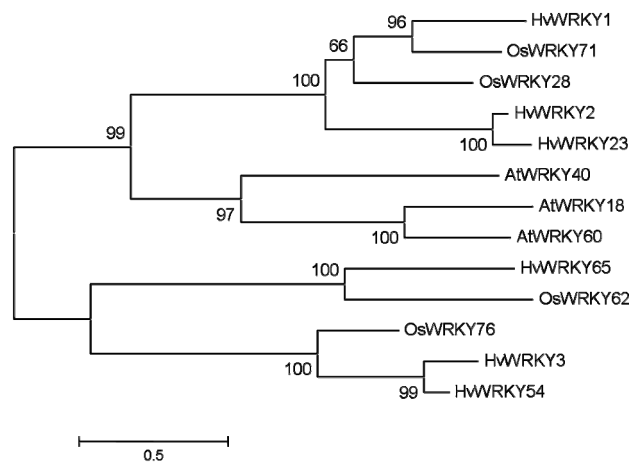 HvWRKY1
96
OsWRKY71
66
OsWRKY28
100
HvWRKY2
99
100
HvWRKY23
AtWRKY40
AtWRKY18
97
100
AtWRKY60
HvWRKY65
100
OsWRKY62
OsWRKY76
HvWRKY3
100
99
HvWRKY54
0.5